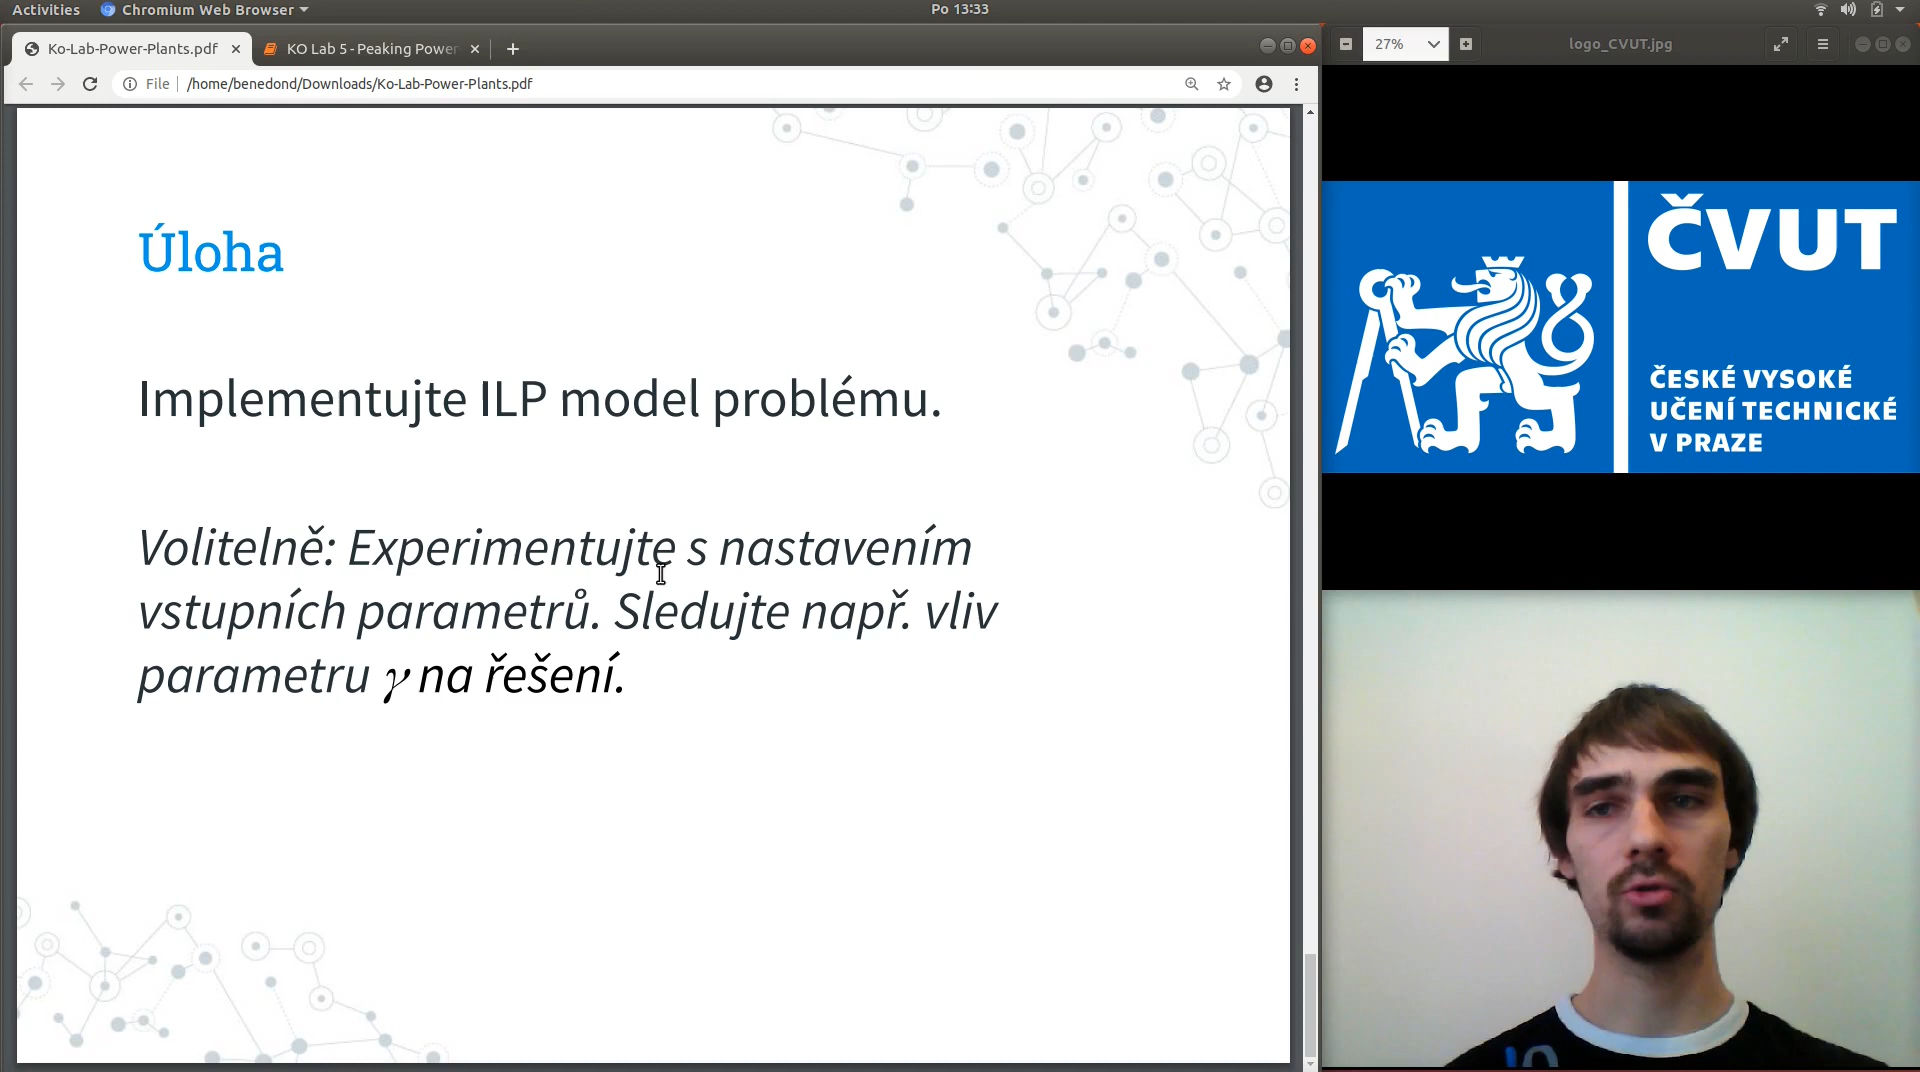 Activities
Chromium Web Browser
Po 13:33
Ko-Lab-Power-Plants.pdf
KO Lab 5 - Peaking Power
File
/home/benedond/Downloads/Ko-Lab-Power-Plants.pdf
27%
logo_CVUT.jpg
Úloha
Implementujte ILP model problému.
Volitelně: Experimentujte s nastavením
vstupních parametrů. Sledujte např. vliv
parametru γ na řešení.
ČVUT
ČESKÉ VYSOKÉ
UČENÍ TECHNICKÉ
V PRAZE